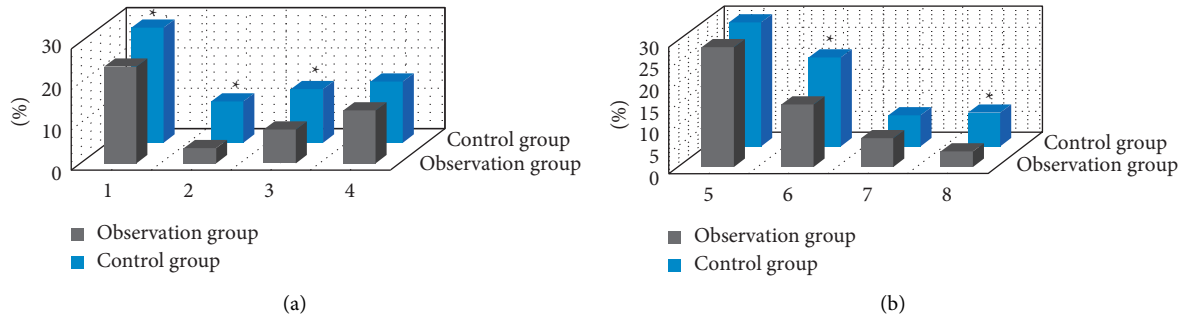 30
20
10
0
(%)
*
*
*
1 2 3 4
Control group
Observation group
Observation group
Control group
(a)
30
25
20
15
10
5
0
(%)
*
*
5 6 7 8
Control group
Observation group
Observation group
Control group
(b)